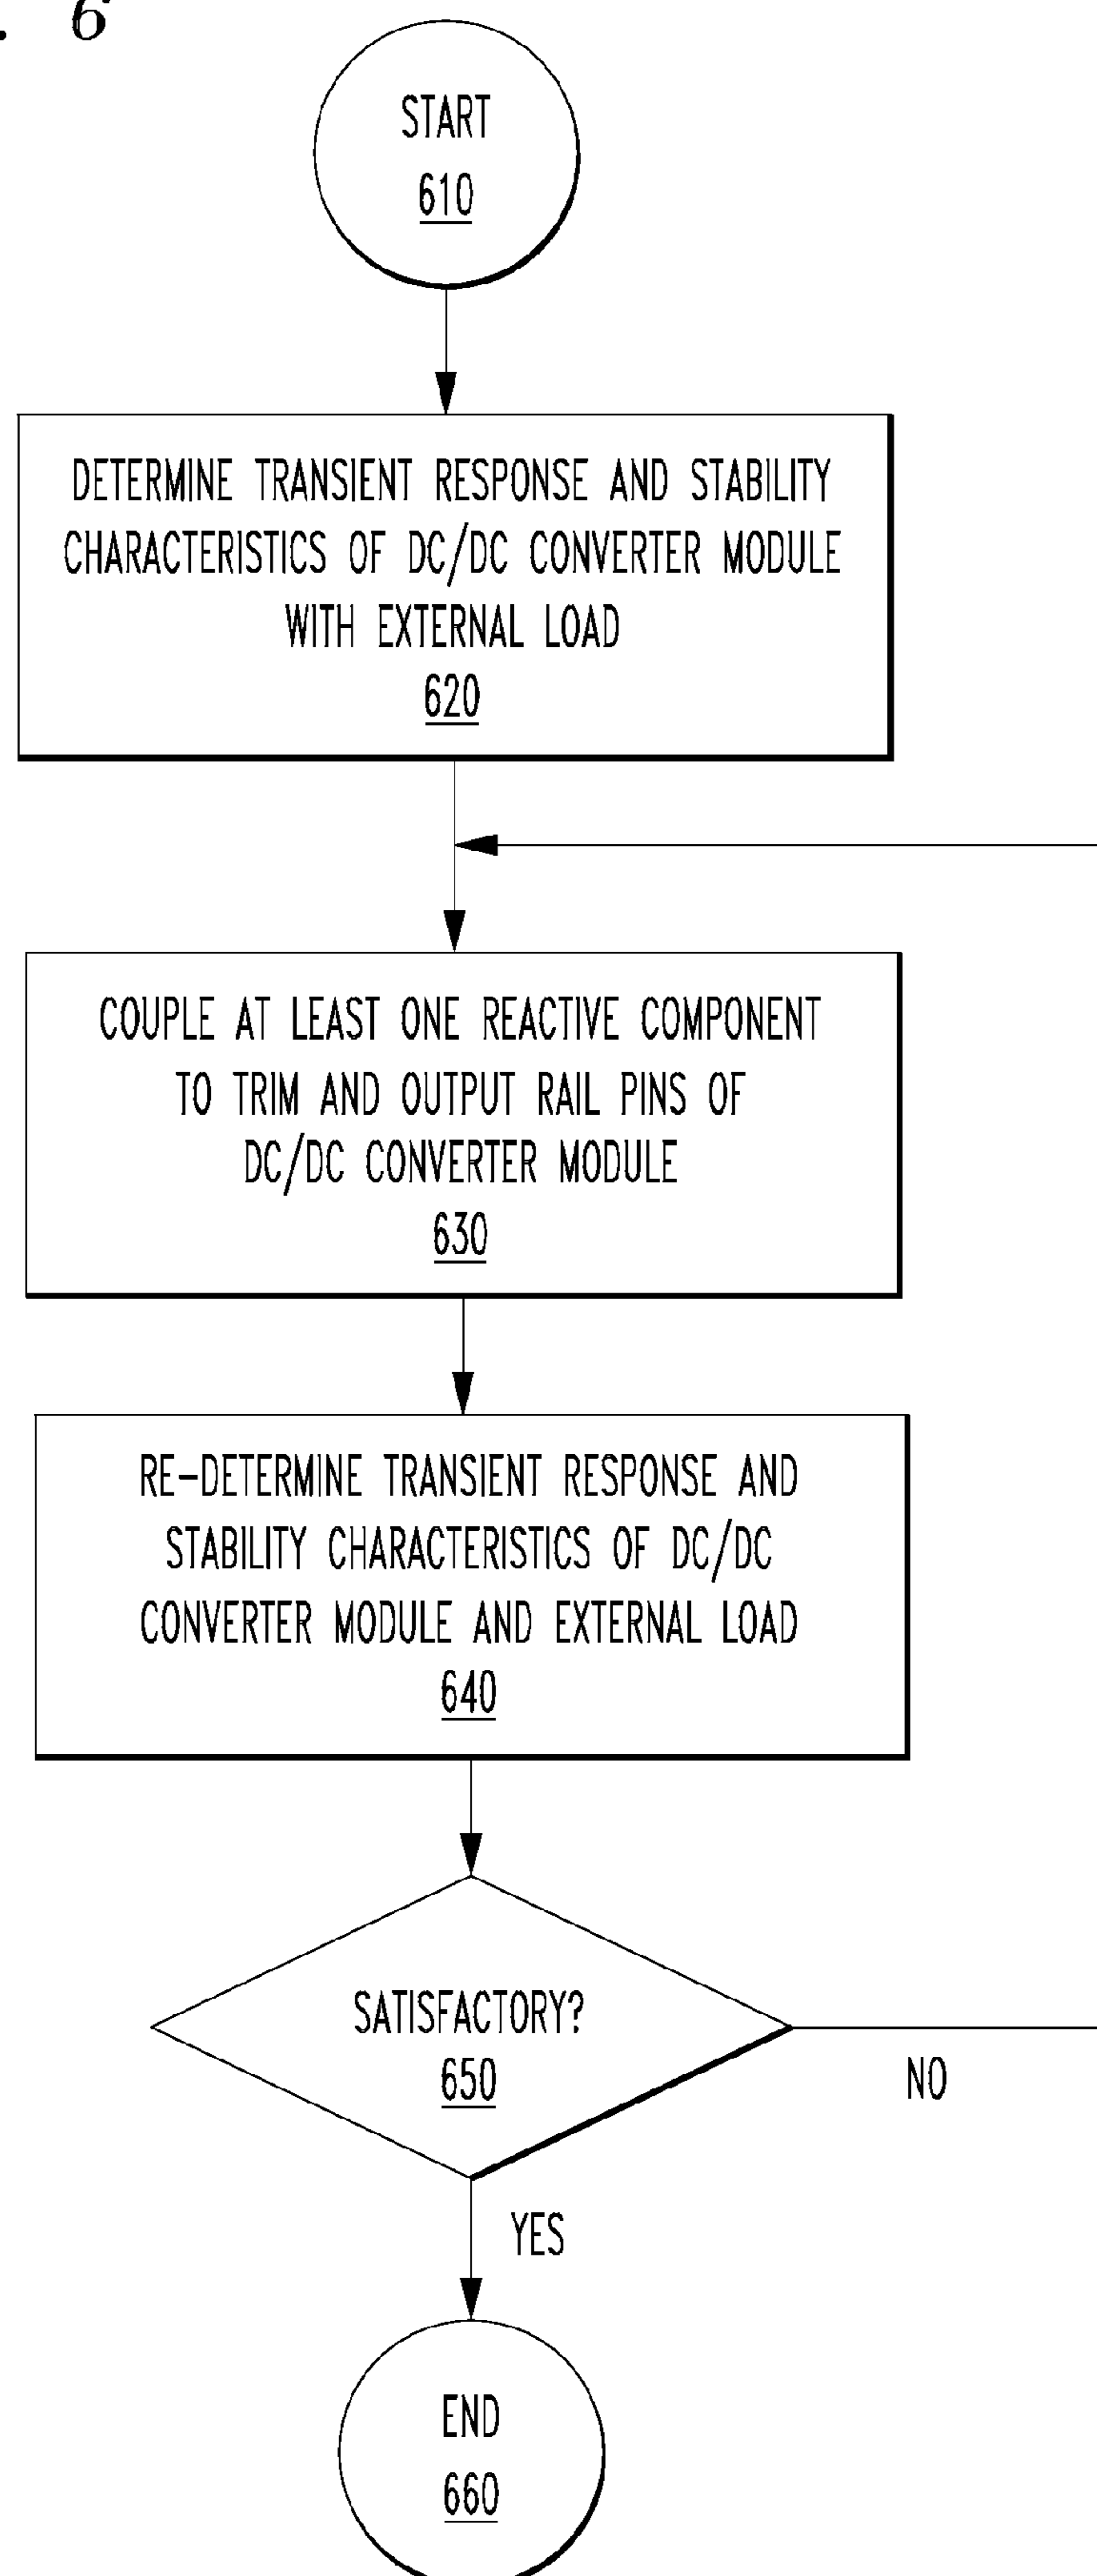 . 6
START
610
DETERMINE TRANSIENT RESPONSE AND STABILITY
CHARACTERISTICS OF DC/DC CONVERTER MODULE
WITH EXTERNAL LOAD
620
COUPLE AT LEAST ONE REACTIVE COMPONENT
TO TRIM AND OUTPUT RAIL PINS OF
DC/DC CONVERTER MODULE
630
RE-DETERMINE TRANSIENT RESPONSE AND
STABILITY CHARACTERISTICS OF DC/DC
CONVERTER MODULE AND EXTERNAL LOAD
640
SATISFACTORY?
650
NO
YES
END
660